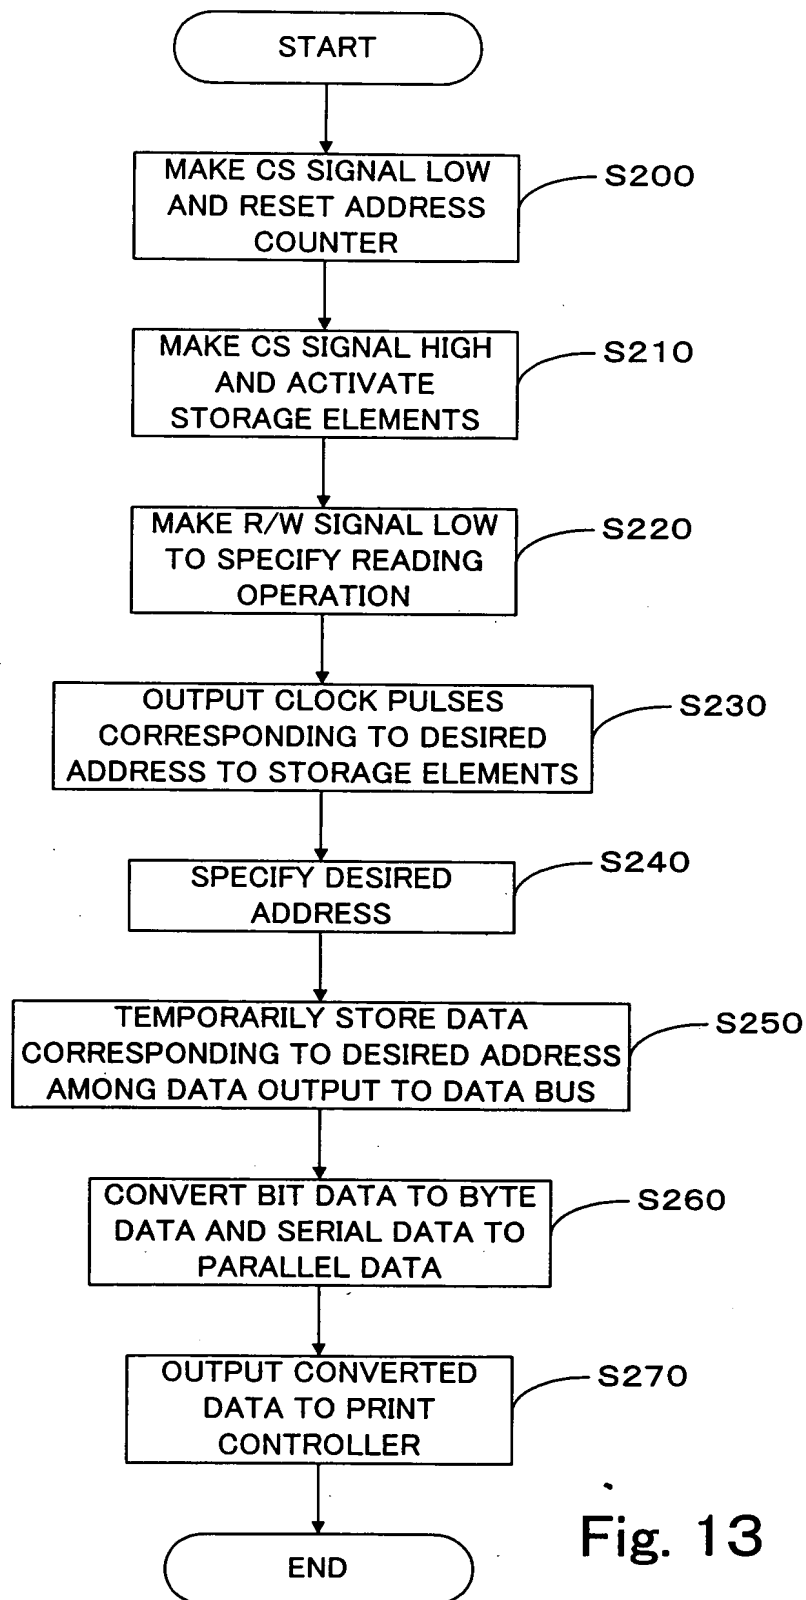 START
MAKE CS SIGNAL LOW
AND RESET ADDRESS
COUNTER
S200
MAKE CS SIGNAL HIGH
AND ACTIVATE
STORAGE ELEMENTS
S210
MAKE R/W SIGNAL LOW
TO SPECIFY READING
OPERATION
S220
OUTPUT CLOCK PULSES
CORRESPONDING TO DESIRED
ADDRESS TO STORAGE ELEMENTS
S230
SPECIFY DESIRED
ADDRESS
S240
TEMPORARILY STORE DATA
CORRESPONDING TO DESIRED ADDRESS
AMONG DATA OUTPUT TO DATA BUS
S250
CONVERT BIT DATA TO BYTE
DATA AND SERIAL DATA TO
PARALLEL DATA
S260
OUTPUT CONVERTED
DATA TO PRINT
CONTROLLER
S270
END
Fig. 13